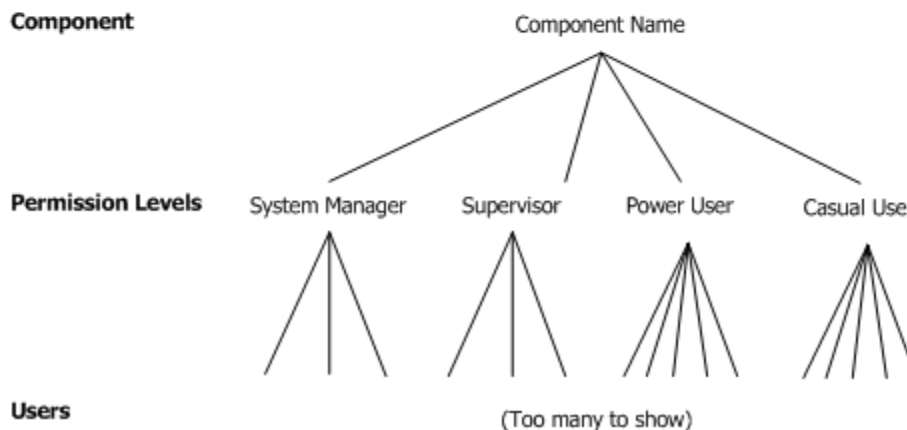 Component
Component Name
Permission Levels
System Manager
Supervisor
Power User
Casual Use
Users
(Too many to show)